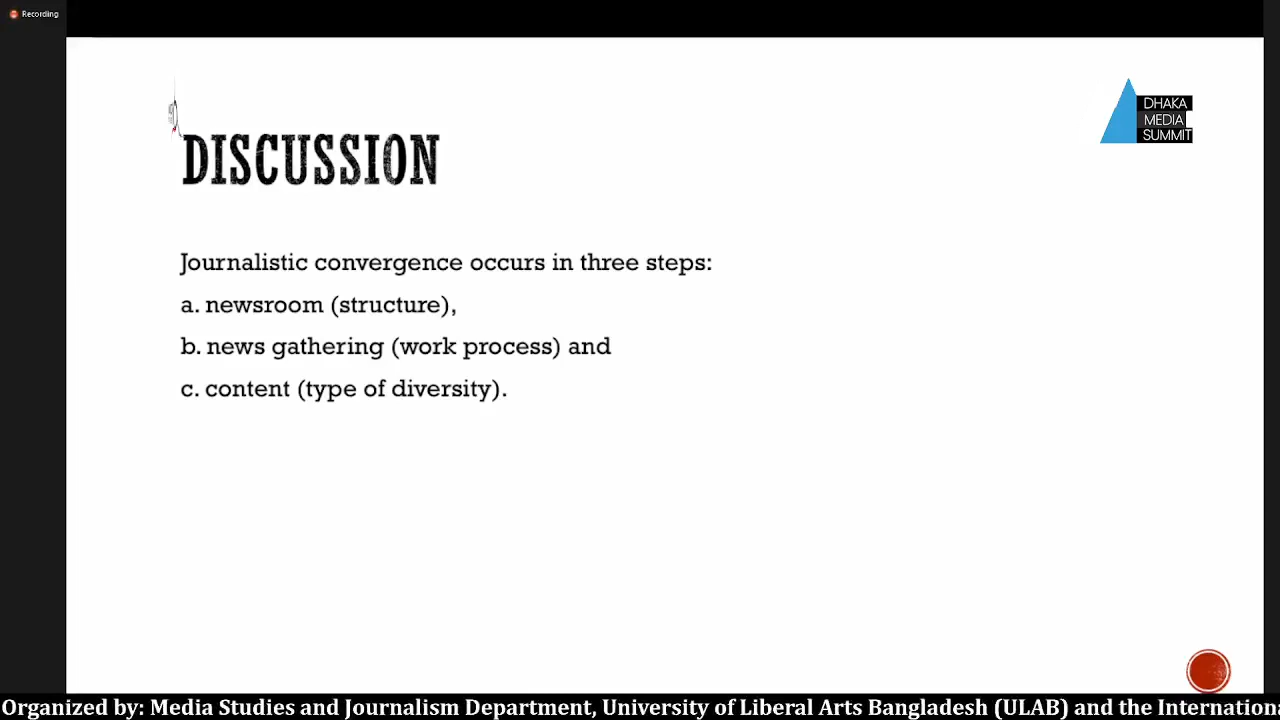 Recording
DHAKA
MEDIA
SUMMIT
DISCUSSION
Journalistic convergence occurs in three steps:
a. newsroom (structure),
b. news gathering (work process) and
c. content (type of diversity).
Organized by: Media Studies and Journalism Department, University of Liberal Arts Bangladesh (ULAB) and the Internationa